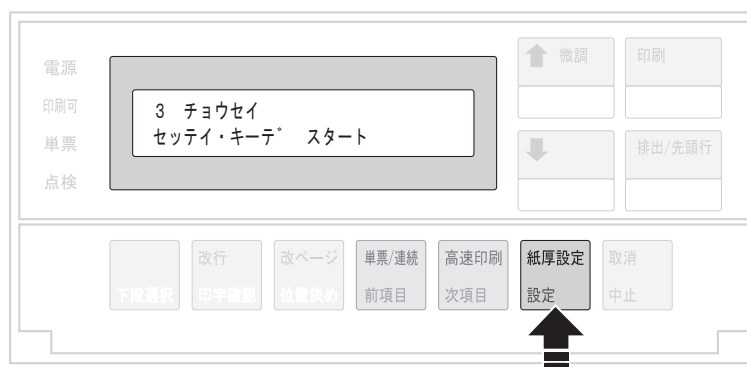 電源
印刷可
単票
点検
3 チョウセイ
セッテイ・キーデ スタート
微調
印刷
排出/先頭行
下段選択
改行
印字確認
改ページ
位置決め
単票/連続
前項目
高速印刷
次項目
紙厚設定
設定
取消
中止